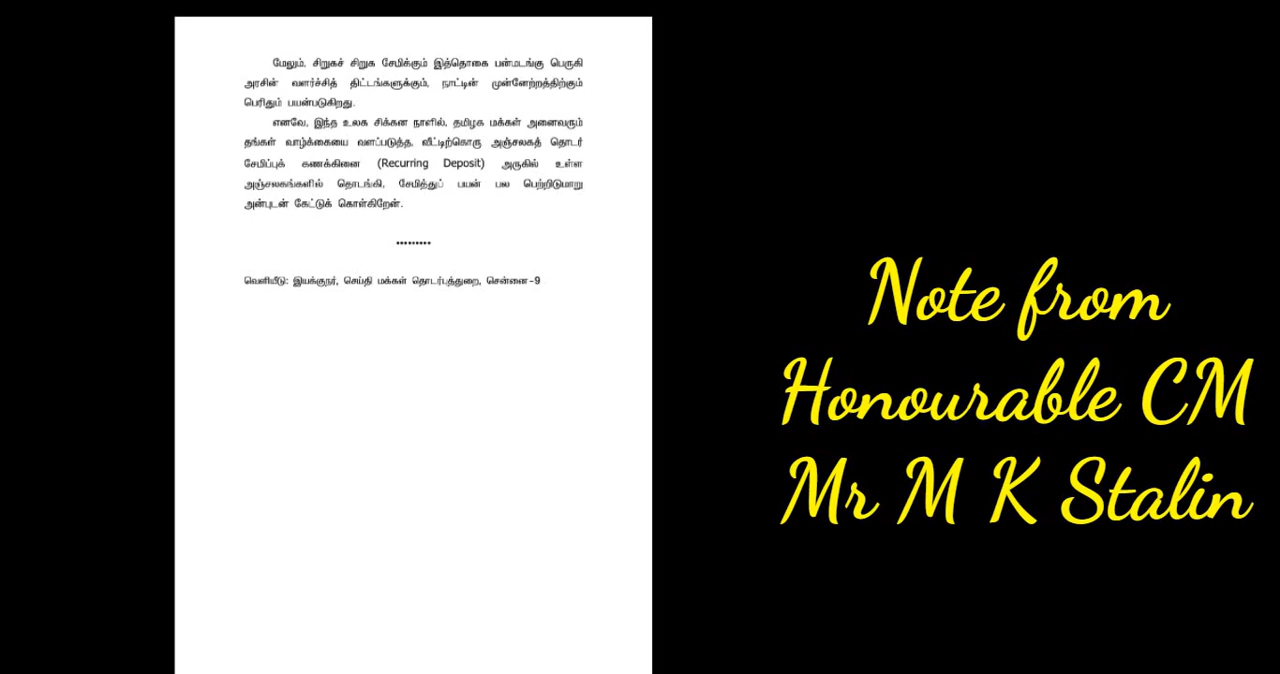 மேலும், சிறுகச் சிறுக சேமிக்கும் இத்தொகை பன்மடங்கு பெருகி
அரசின் வளர்ச்சித் திட்டங்களுக்கும், நாட்டின் முன்னேற்றத்திற்கும்
பெரிதும் பயன்படுகிறது.
எனவே, இந்த உலக சிக்கன நாளில், தமிழக மக்கள் அனைவரும்
தங்கள் வாழ்க்கையை வளப்படுத்த, வீட்டிற்கொரு அஞ்சலகத் தொடர்
சேமிப்புக் கணக்கினை (Recurring Deposit) அருகில் உள்ள
அஞ்சலகங்களில் தொடங்கி, சேமித்துப் பயன் பல பெற்றிடுமாறு
அன்புடன் கேட்டுக் கொள்கிறேன்.
*********
வெளியீடு: இயக்குநர், செய்தி மக்கள் தொடர்புத்துறை, சென்னை-9
Note from
Honourable CM
Mr M K Stalin